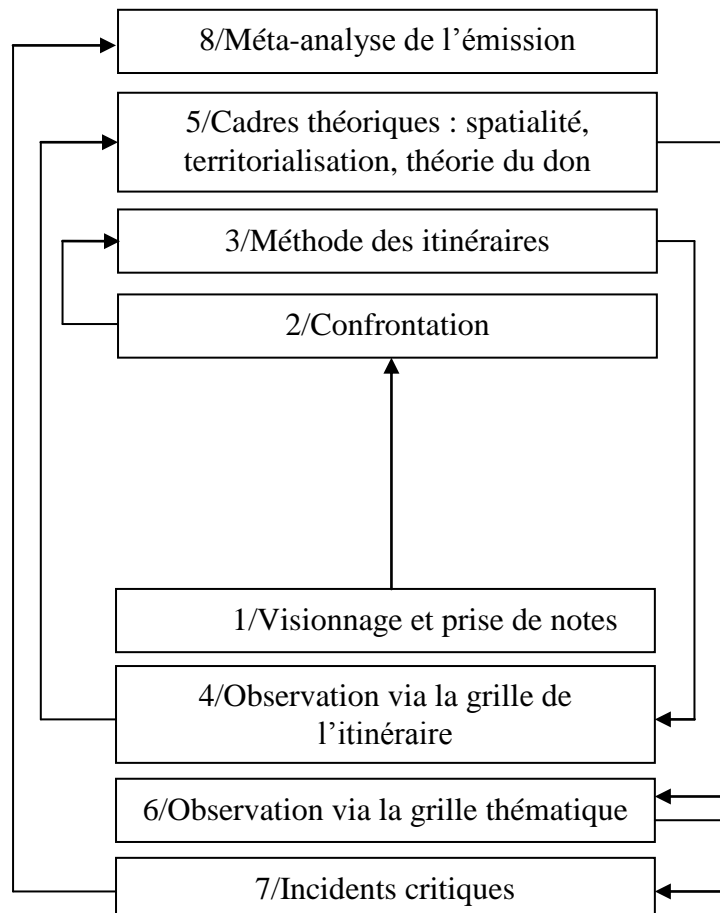 8/Méta-analyse de l’émission
5/Cadres théoriques : spatialité,
territorialisation, théorie du don
3/Méthode des itinéraires
2/Confrontation
1/Visionnage et prise de notes
4/Observation via la grille de
l’itinéraire
6/Observation via la grille thématique
7/Incidents critiques